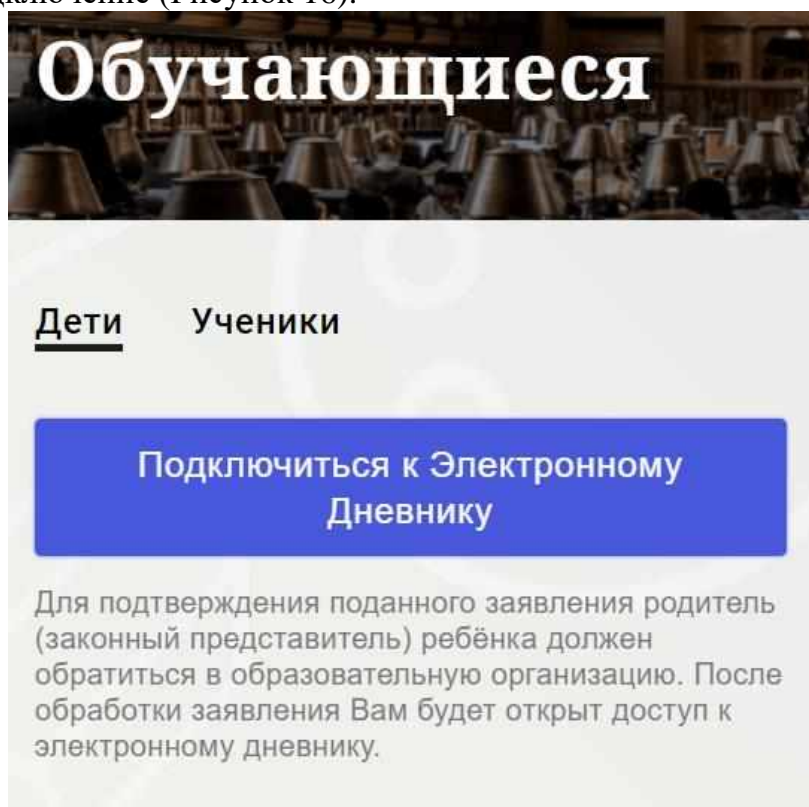 Обучающиеся
Дети Ученики
Подключиться к Электронному
Дневнику
Для подтверждения поданного заявления родитель
(законный представитель) ребёнка должен
обратиться в образовательную организацию. После
обработки заявления Вам будет открыт доступ к
электронному дневнику.